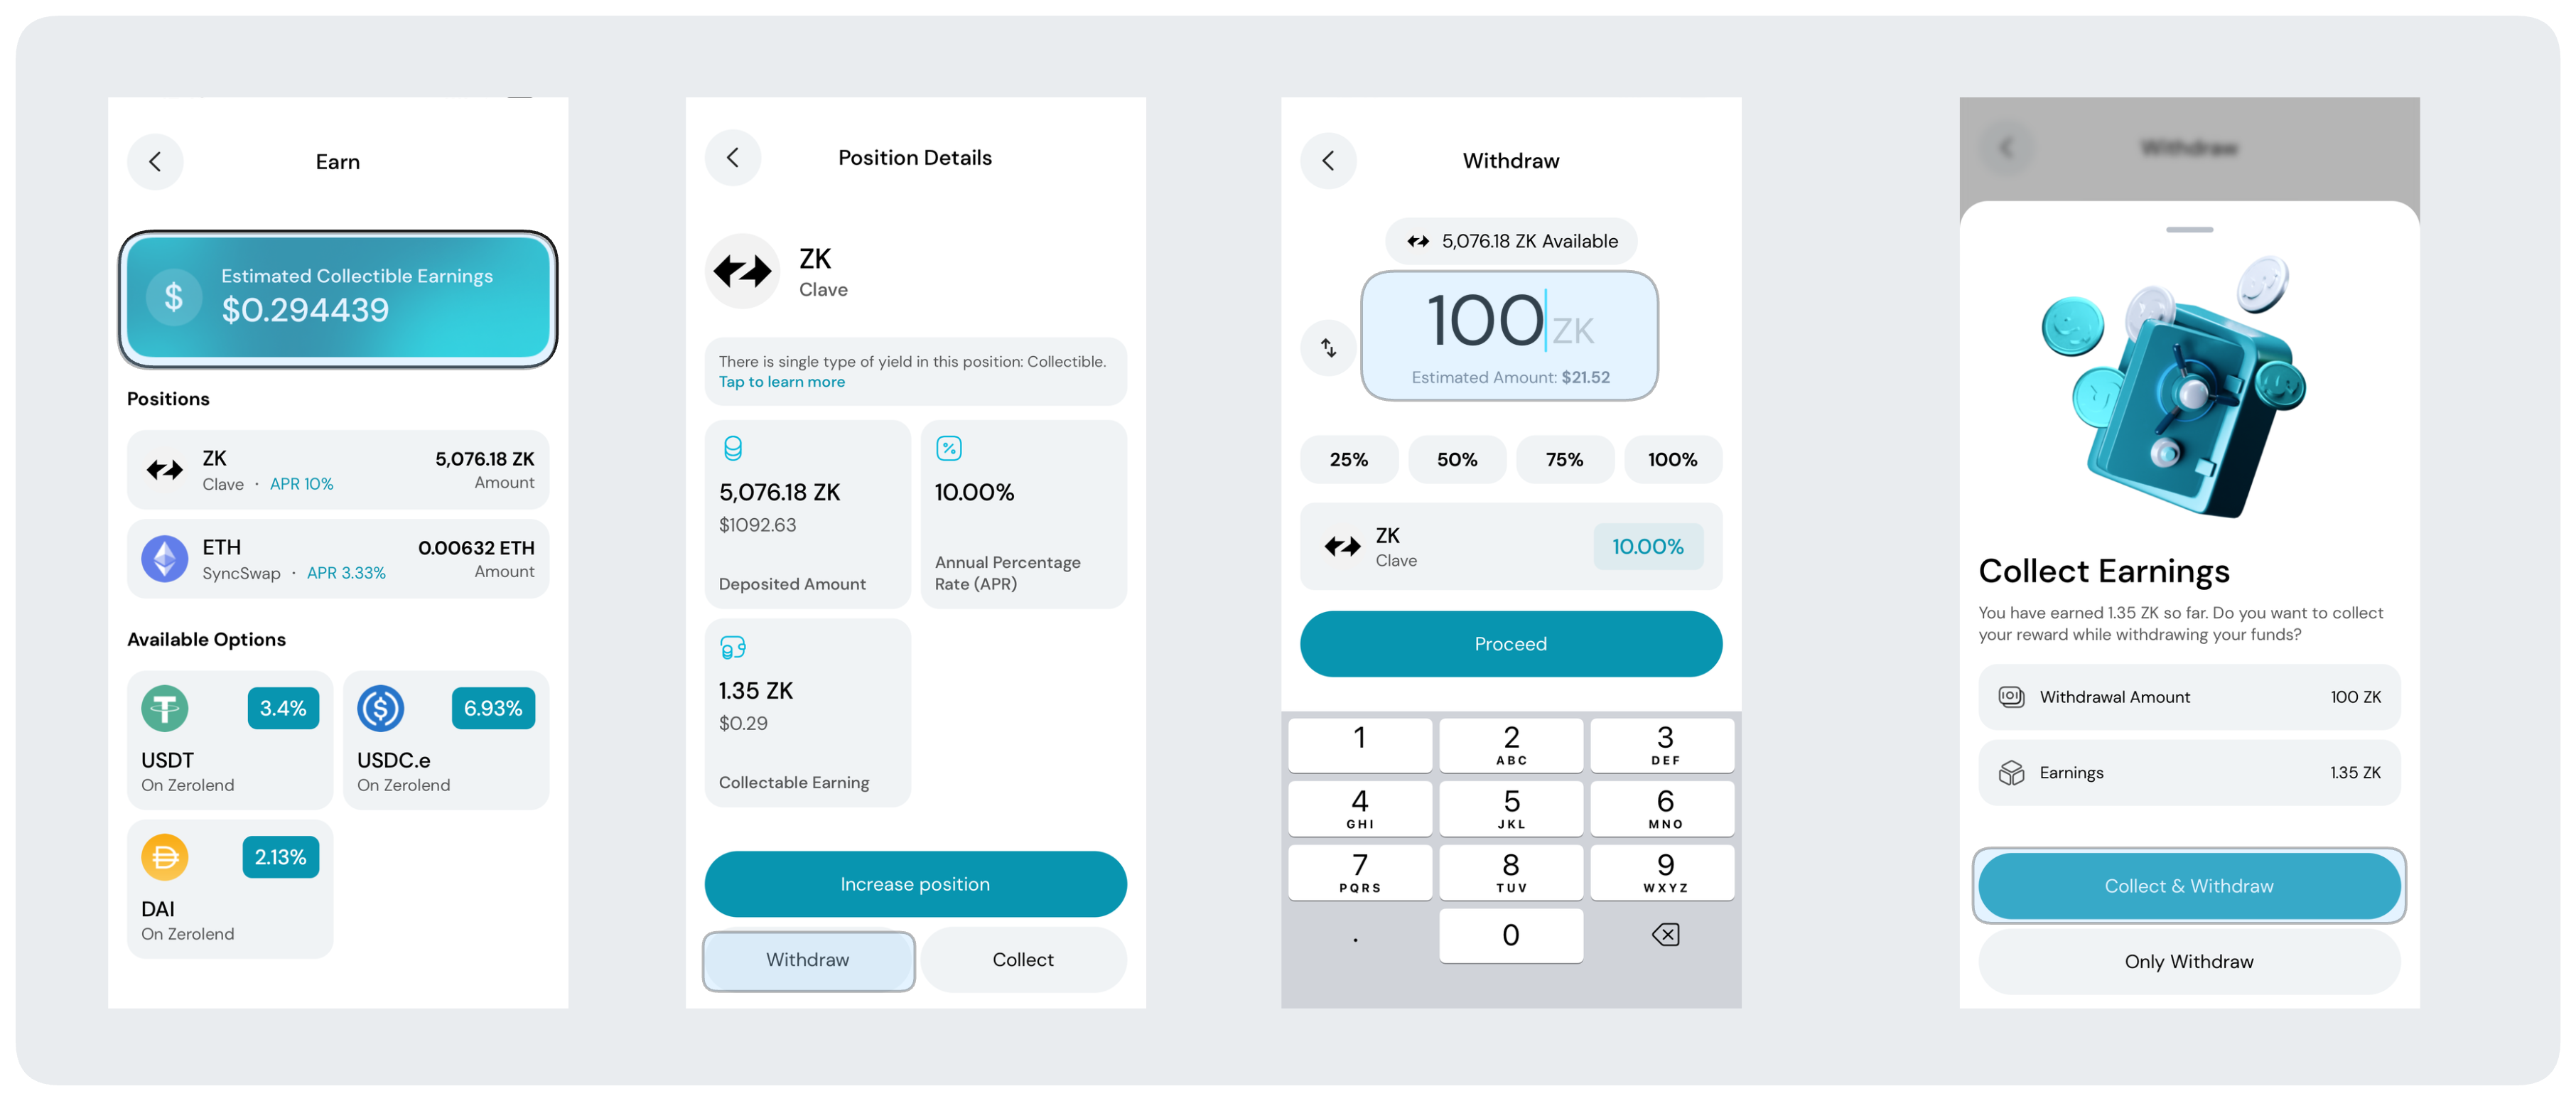 Earn
$
Estimated Collectible Earnings
$0.294439
Positions
ZK
Clave · APR 10%
5,076.18 ZK
Amount
ETH
SyncSwap · APR 3.33%
0.00632 ETH
Amount
Available Options
3.4%
USDT
On Zerolend
6.93%
USDC.e
On Zerolend
2.13%
DAI
On Zerolend
Position Details
ZK
Clave
There is single type of yield in this position: Collectible.
Tap to learn more
5,076.18 ZK
$1092.63
Deposited Amount
10.00%
Annual Percentage
Rate (APR)
1.35 ZK
$0.29
Collectable Earning
Increase position
Withdraw
Collect
Withdraw
5,076.18 ZK Available
100 ZK
Estimated Amount: $21.52
25%
50%
75%
100%
ZK
Clave
10.00%
Proceed
1
2
ABC
3
DEF
4
GHI
5
JKL
6
MNO
7
PQRS
8
TUV
9
WXYZ
.
0
Withdraw
Collect Earnings
You have earned 1.35 ZK so far. Do you want to collect
your reward while withdrawing your funds?
Withdrawal Amount
100 ZK
Earnings
1.35 ZK
Collect & Withdraw
Only Withdraw